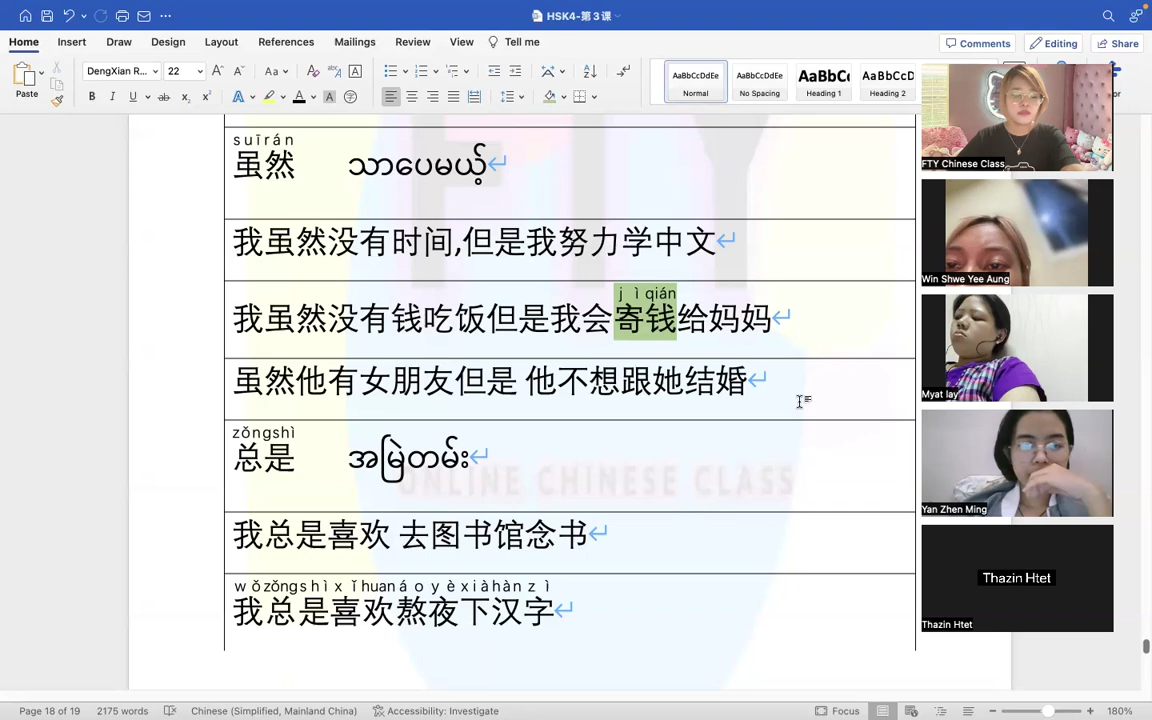 HSK4-第3课
Home Insert Draw Design Layout References Mailings Review View Tell me
Comments Editing Share
Paste
DengXian R... 22
AaBbCcDdEe AaBbCcDdEe AaBbC AaBbCcD
Normal No Spacing Heading 1 Heading 2
suīrán
虽然 သာပေမယ့်
我虽然没有时间,但是我努力学中文
jì qián
我虽然没有钱吃饭但是我会寄钱给妈妈
虽然他有女朋友但是 他不想跟她结婚
zǒngshì
总是 အမြဲတမ်း
ONLINE CHINESE CLASS
我总是喜欢 去图书馆念书
wǒzǒngshìxǐhuanáoyèxiàhànzì
我总是喜欢熬夜下汉字
FTY Chinese Class
Win Shwe Yee Aung
Myat lay
Yan Zhen Ming
Thazin Htet
Thazin Htet
Page 18 of 19 2175 words Chinese (Simplified, Mainland China) Accessibility: Investigate Focus 180%